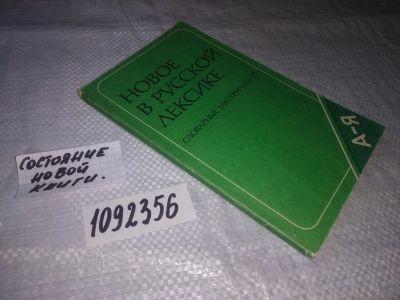 НОВОЕ
В РУССКОЙ
ЛЕКСИКЕ
СЛОВАРНЫЕ МАТЕРИАЛЫ
А-Я
СОСТОЯНИЕ
НОВОЙ
КНИГИ.
1092356